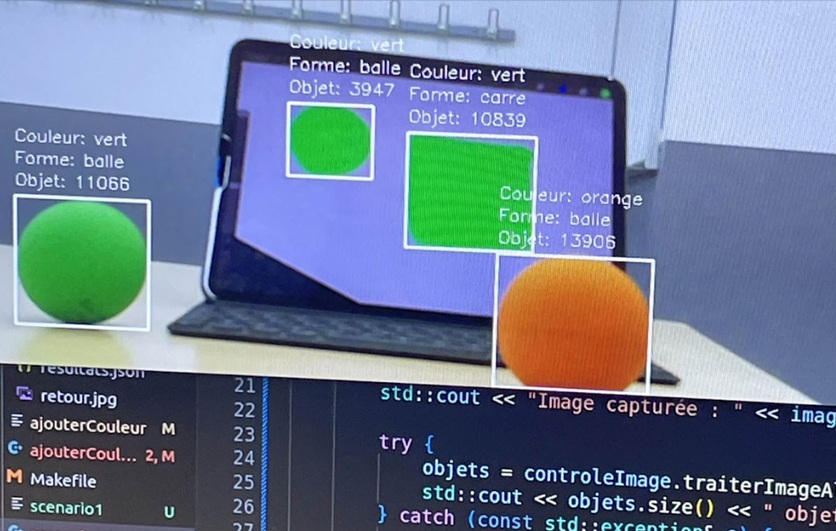 Couleur: vert
Forme: balle
Objet: 3947
Couleur: vert
Forme: carre
Objet: 10839
Couleur: vert
Forme: balle
Objet: 11066
Couleur: orange
Forme: balle
Objet: 13906
resultats.json
retour.jpg
ajouterCouleur M
ajouterCoul... 2, M
Makefile
scenario1 U
21
22 std::cout << "Image capturée : " << imag
23
24 try {
25 objets = controleImage.traiterImageA
26 std::cout << objets.size() << " obje
27 } catch (const std::exception